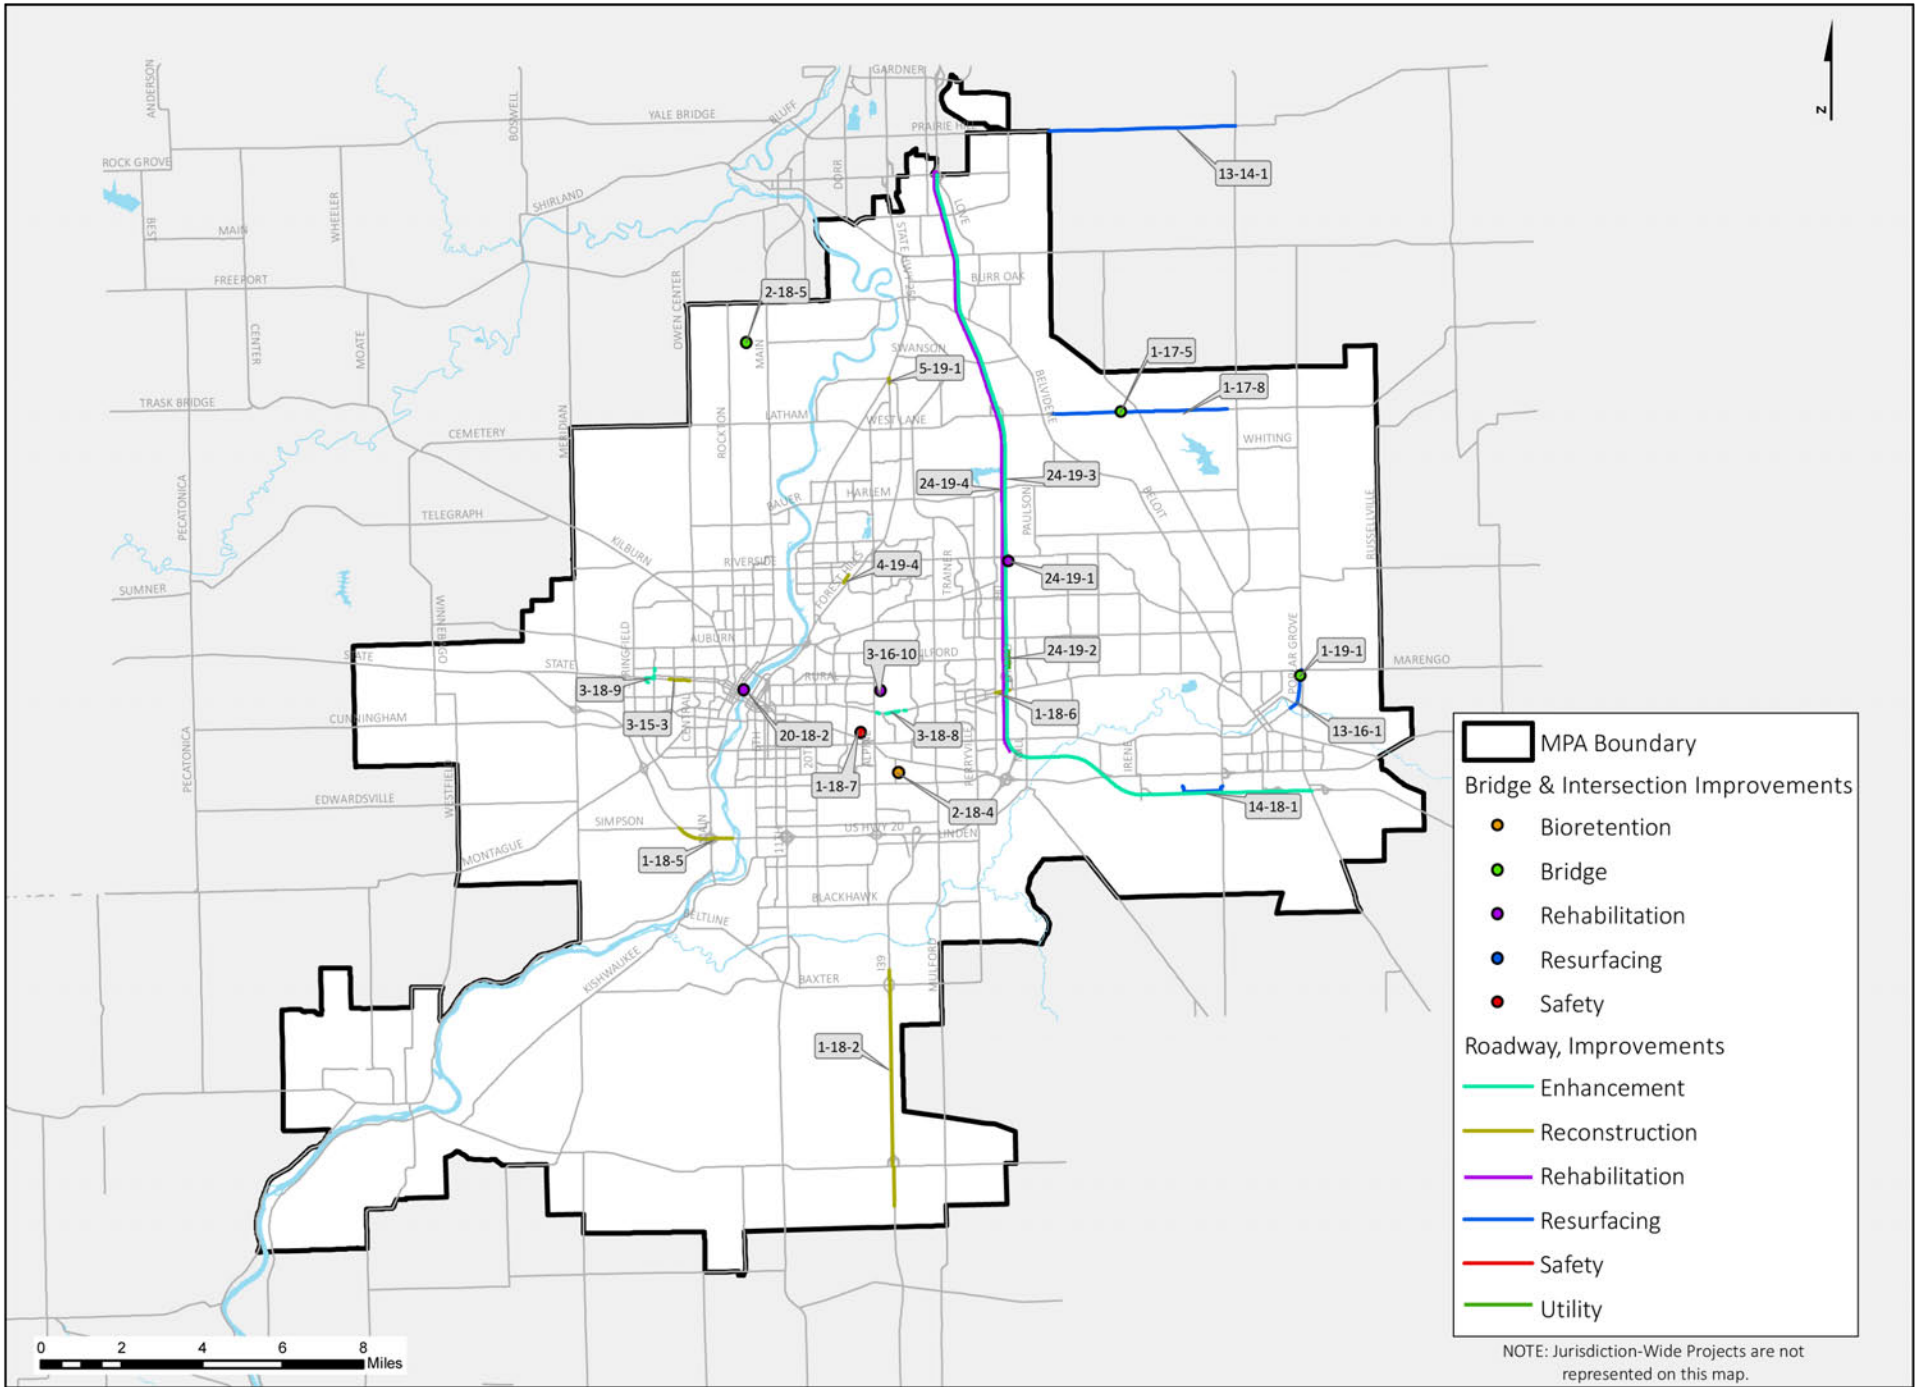 GARDNER
ANDERSON
BOSWELL
YALE BRIDGE
BLUFF
PRAIRIE HILL
N
ROCK GROVE
DORR
13-14-1
BEST
WHEELER
SHIRLAND
LOVE
MAIN
STATE HWY 251
FREEPORT
BURR OAK
OWEN CENTER
2-18-5
CENTER
MOATE
MAIN
SWANSON
1-17-5
5-19-1
BELVIDERE
1-17-8
TRASK BRIDGE
MERIDIAN
LATHAM
WEST LANE
CEMETERY
ROCKTON
WHITING
24-19-4
24-19-3
PECATONICA
BAUER
HARLEM
PAULSON
BELOIT
RUSSELLVILLE
TELEGRAPH
KILBURN
RIVERSIDE
FOREST HILLS
4-19-4
TRAINER
24-19-1
SUMNER
WINNEBAGO
AUBURN
POPLAR GROVE
STATE
STATE
3-16-10
24-19-2
1-19-1
MARENGO
3-18-9
RURAL
CUNNINGHAM
3-15-3
CENTRAL
20-18-2
3-18-8
1-18-6
13-16-1
PECATONICA
ALPINE
IRENE
1-18-7
EDWARDSVILLE
WESTFIELD
2-18-4
14-18-1
SIMPSON
MAIN
11TH
US HWY 20
LINDEN
MONTAGUE
1-18-5
BLACKHAWK
BELTLINE
KISHWAUKEE
BAXTER
I39
MULFORD
1-18-2
MPA Boundary
Bridge & Intersection Improvements
Bioretention
Bridge
Rehabilitation
Resurfacing
Safety
Roadway, Improvements
Enhancement
Reconstruction
Rehabilitation
Resurfacing
Safety
Utility
NOTE: Jurisdiction-Wide Projects are not
represented on this map.
0 2 4 6 8
Miles